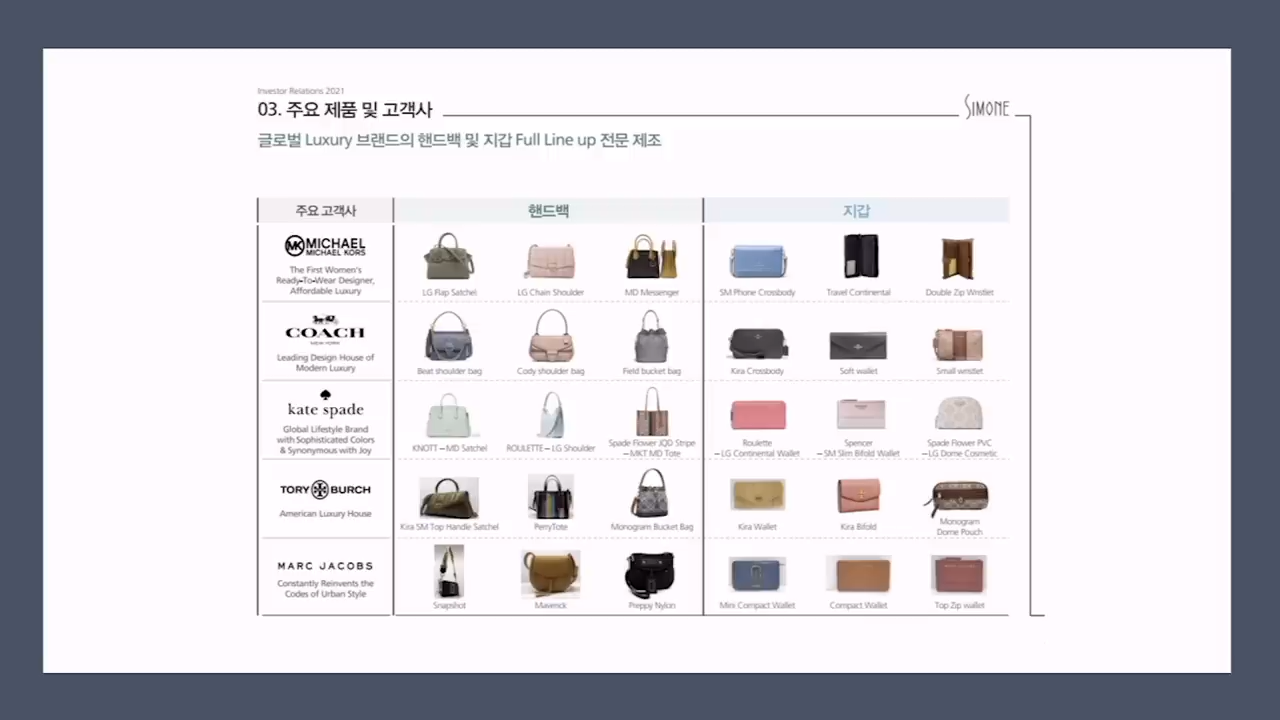 Investor Relations 2021
03. 주요 제품 및 고객사
SIMONE
글로벌 Luxury 브랜드의 핸드백 및 지갑 Full Line up 전문 제조
주요 고객사
핸드백
지갑
MK MICHAEL
MICHAEL KORS
The First Women's
Ready-To-Wear Designer,
Affordable Luxury
LG Flap Satchel
LG Chain Shoulder
MD Messenger
SM Phone Crossbody
Travel Continental
Double Zip Wristlet
COACH
NEW YORK
Leading Design House of
Modern Luxury
Beat shoulder bag
Cody shoulder bag
Field bucket bag
Kira Crossbody
Soft wallet
Small wristlet
kate spade
Global Lifestyle Brand
with Sophisticated Colors
& Synonymous with Joy
KNOTT – MD Satchel
ROULETTE – LG Shoulder
Spade Flower JQD Stripe
– MKT MD Tote
Roulette
– LG Continental Wallet
Spencer
– SM Slim Bifold Wallet
Spade Flower PVC
– LG Dome Cosmetic
TORY BURCH
American Luxury House
Kira SM Top Handle Satchel
PerryTote
Monogram Bucket Bag
Kira Wallet
Kira Bifold
Monogram
Dome Pouch
MARC JACOBS
Constantly Reinvents the
Codes of Urban Style
Snapshot
Maverick
Preppy Nylon
Mini Compact Wallet
Compact Wallet
Top Zip wallet